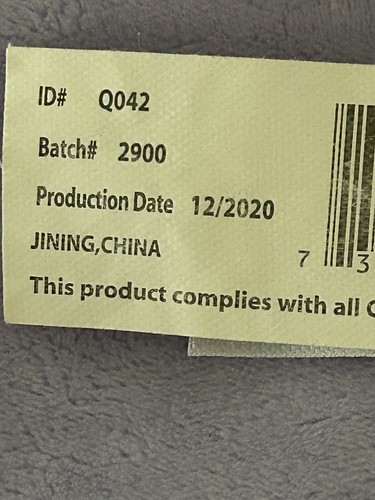 ID# Q042
Batch# 2900
Production Date 12/2020
JINING,CHINA
7 3
This product complies with all